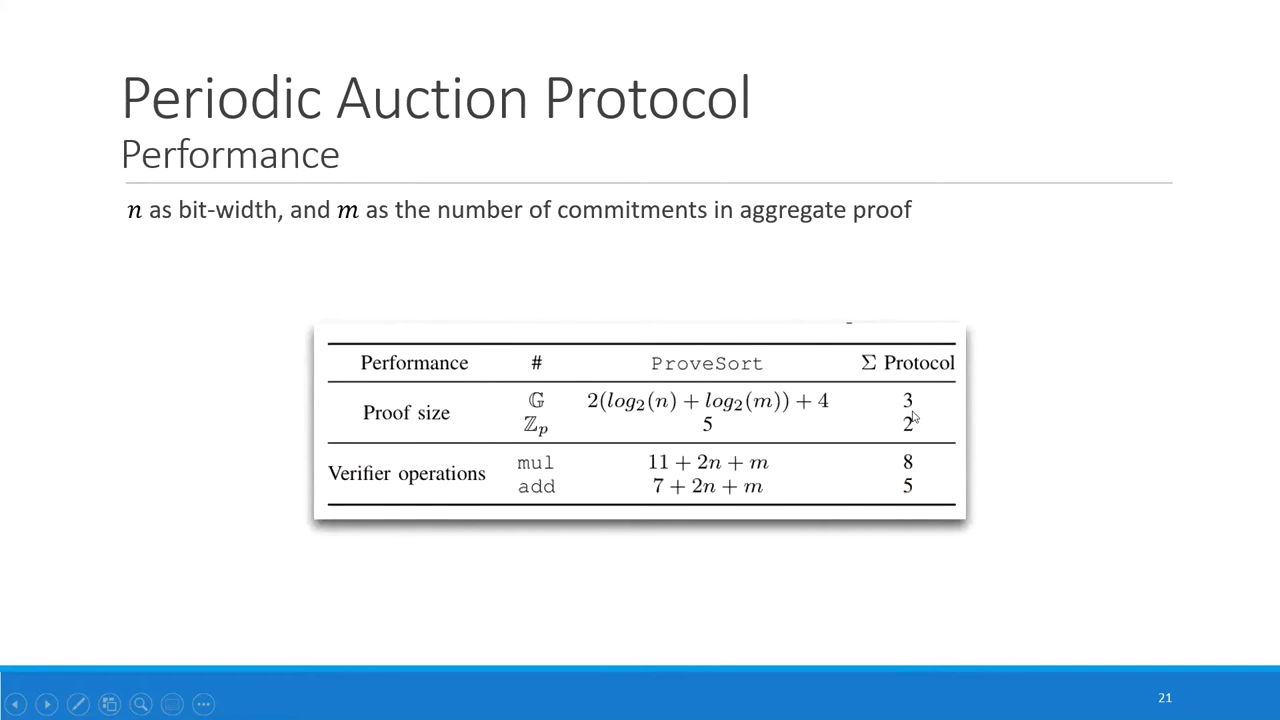 Periodic Auction Protocol
Performance
n as bit-width, and m as the number of commitments in aggregate proof
Performance # ProveSort Σ Protocol
Proof size 𝔾 2(log₂(n) + log₂(m)) + 4 3
ℤₚ 5 2
Verifier operations mul 11 + 2n + m 8
add 7 + 2n + m 5
21